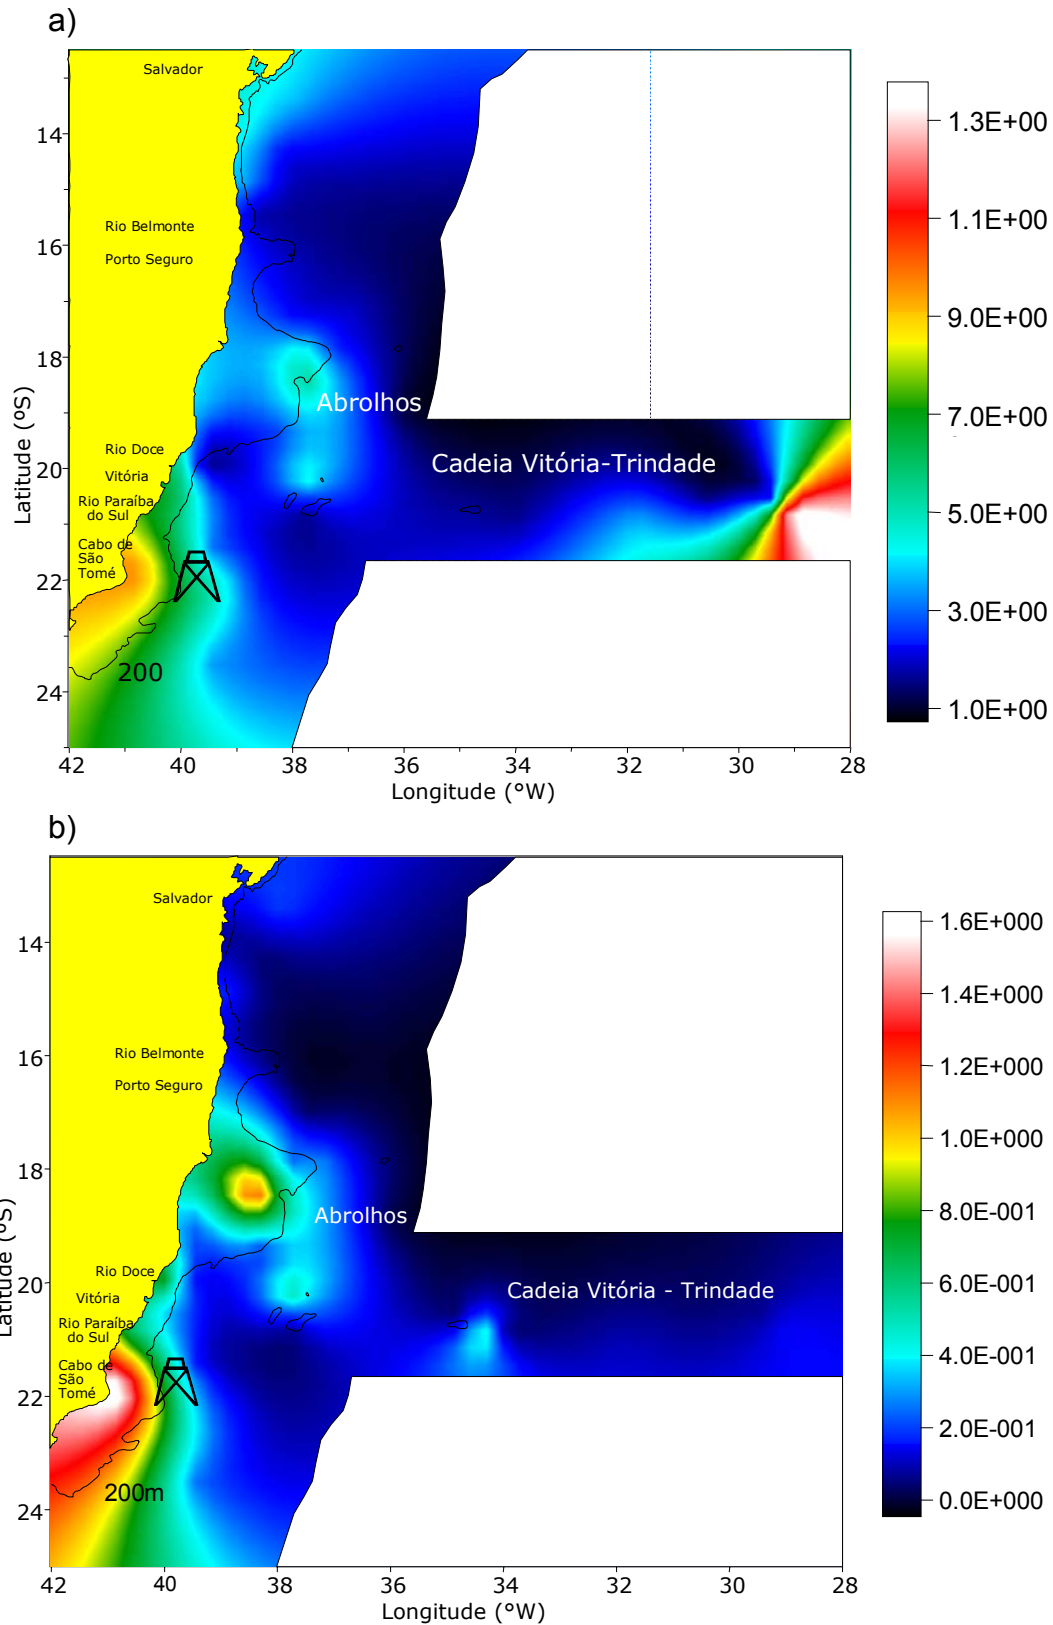 a)
Salvador
Rio Belmonte
Porto Seguro
Abrolhos
Cadeia Vitória-Trindade
Rio Doce
Vitória
Rio Paraíba
do Sul
Cabo de
São
Tomé
200
14
16
18
20
22
24
Latitude (ºS)
42 40 38 36 34 32 30 28
Longitude (°W)
1.3E+00
1.1E+00
9.0E+00
7.0E+00
5.0E+00
3.0E+00
1.0E+00
b)
Salvador
Rio Belmonte
Porto Seguro
Abrolhos
Rio Doce
Cadeia Vitória - Trindade
Vitória
Rio Paraíba
do Sul
Cabo de
São
Tomé
200m
14
16
18
20
22
24
Latitude (ºS)
42 40 38 36 34 32 30 28
Longitude (°W)
1.6E+000
1.4E+000
1.2E+000
1.0E+000
8.0E-001
6.0E-001
4.0E-001
2.0E-001
0.0E+000